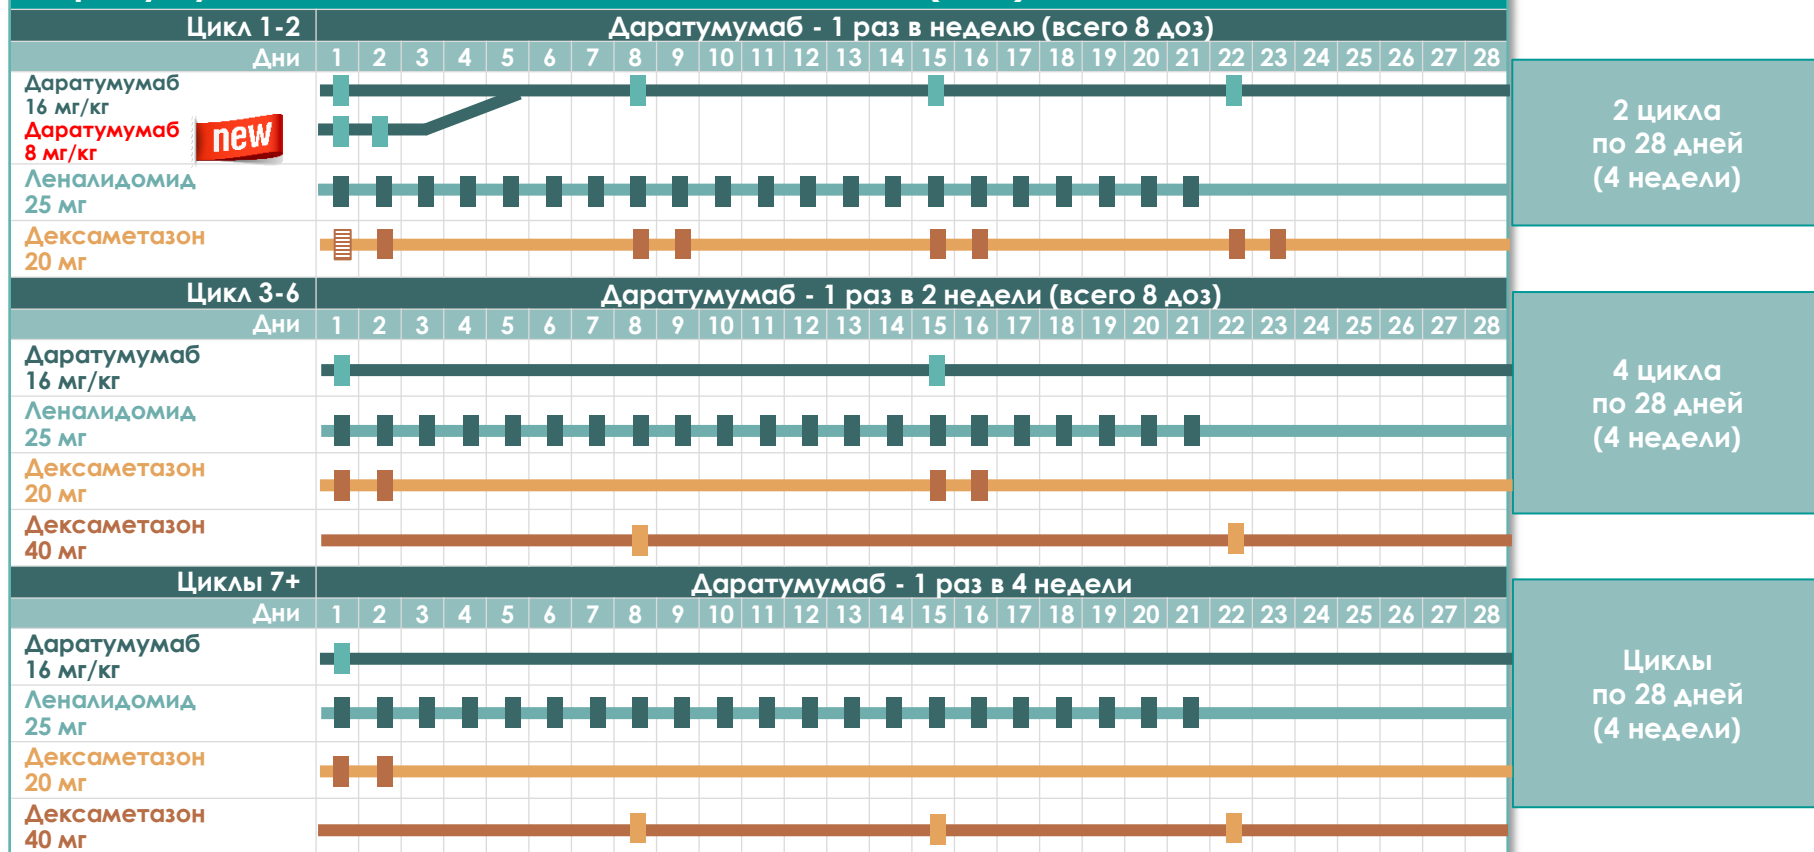 Цикл 1-2
Даратумумаб - 1 раз в неделю (всего 8 доз)
Дни 1 2 3 4 5 6 7 8 9 10 11 12 13 14 15 16 17 18 19 20 21 22 23 24 25 26 27 28
Даратумумаб
16 мг/кг
Даратумумаб
8 мг/кг
new
Леналидомид
25 мг
Дексаметазон
20 мг
2 цикла
по 28 дней
(4 недели)
Цикл 3-6
Даратумумаб - 1 раз в 2 недели (всего 8 доз)
Дни 1 2 3 4 5 6 7 8 9 10 11 12 13 14 15 16 17 18 19 20 21 22 23 24 25 26 27 28
Даратумумаб
16 мг/кг
Леналидомид
25 мг
Дексаметазон
20 мг
Дексаметазон
40 мг
4 цикла
по 28 дней
(4 недели)
Циклы 7+
Даратумумаб - 1 раз в 4 недели
Дни 1 2 3 4 5 6 7 8 9 10 11 12 13 14 15 16 17 18 19 20 21 22 23 24 25 26 27 28
Даратумумаб
16 мг/кг
Леналидомид
25 мг
Дексаметазон
20 мг
Дексаметазон
40 мг
Циклы
по 28 дней
(4 недели)